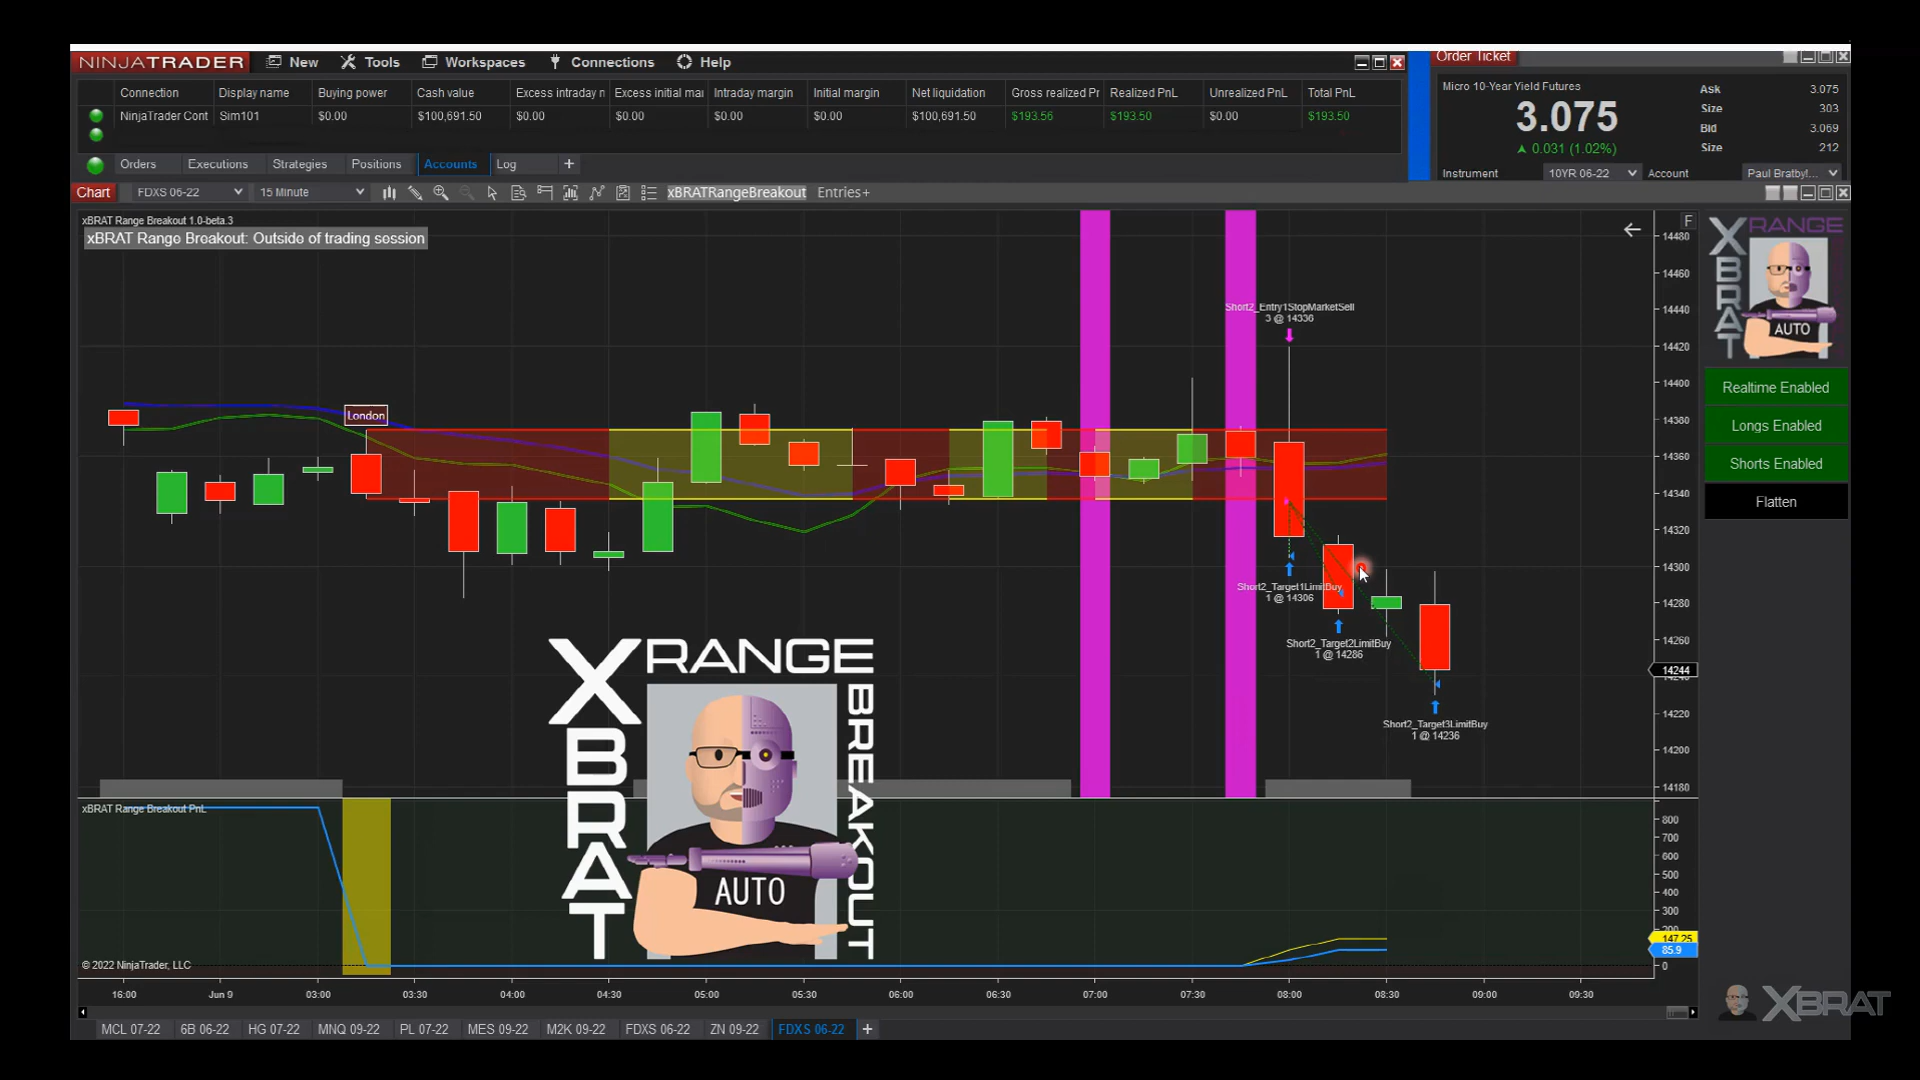 NINJATRADER New Tools Workspaces Connections Help
Connection Display name Buying power Cash value Excess intraday n Excess initial mai Intraday margin Initial margin Net liquidation Gross realized Pr Realized PnL Unrealized PnL Total PnL
NinjaTrader Cont Sim101 $0.00 $100,691.50 $0.00 $0.00 $0.00 $0.00 $100,691.50 $193.56 $193.50 $0.00 $193.50
Orders Executions Strategies Positions Accounts Log +
Order Ticket
Micro 10-Year Yield Futures
3.075
0.031 (1.02%)
Ask 3.075
Size 303
Bid 3.069
Size 212
Instrument 10YR 06-22 Account Paul Bratbyl...
Chart FDXS 06-22 15 Minute xBRATRangeBreakout Entries+
xBRAT Range Breakout 1.0-beta.3
xBRAT Range Breakout: Outside of trading session
F
London
Short2_Entry1StopMarketSell
3 @ 14336
Short2_Target1LimitBuy
1 @ 14306
Short2_Target2LimitBuy
1 @ 14286
Short2_Target3LimitBuy
1 @ 14236
14480
14460
14440
14420
14400
14380
14360
14340
14320
14300
14280
14260
14244
14220
14200
14180
XRANGE
XBRAT
AUTO
Realtime Enabled
Longs Enabled
Shorts Enabled
Flatten
XRANGE
BREAKOUT
XBRAT
AUTO
xBRAT Range Breakout PnL
800
700
600
500
400
300
147.25
85.9
0
© 2022 NinjaTrader, LLC
16:00 Jun 9 03:00 03:30 04:00 04:30 05:00 05:30 06:00 06:30 07:00 07:30 08:00 08:30 09:00 09:30
MCL 07-22 6B 06-22 HG 07-22 MNQ 09-22 PL 07-22 MES 09-22 M2K 09-22 FDXS 06-22 ZN 09-22 FDXS 06-22 +
XBRAT